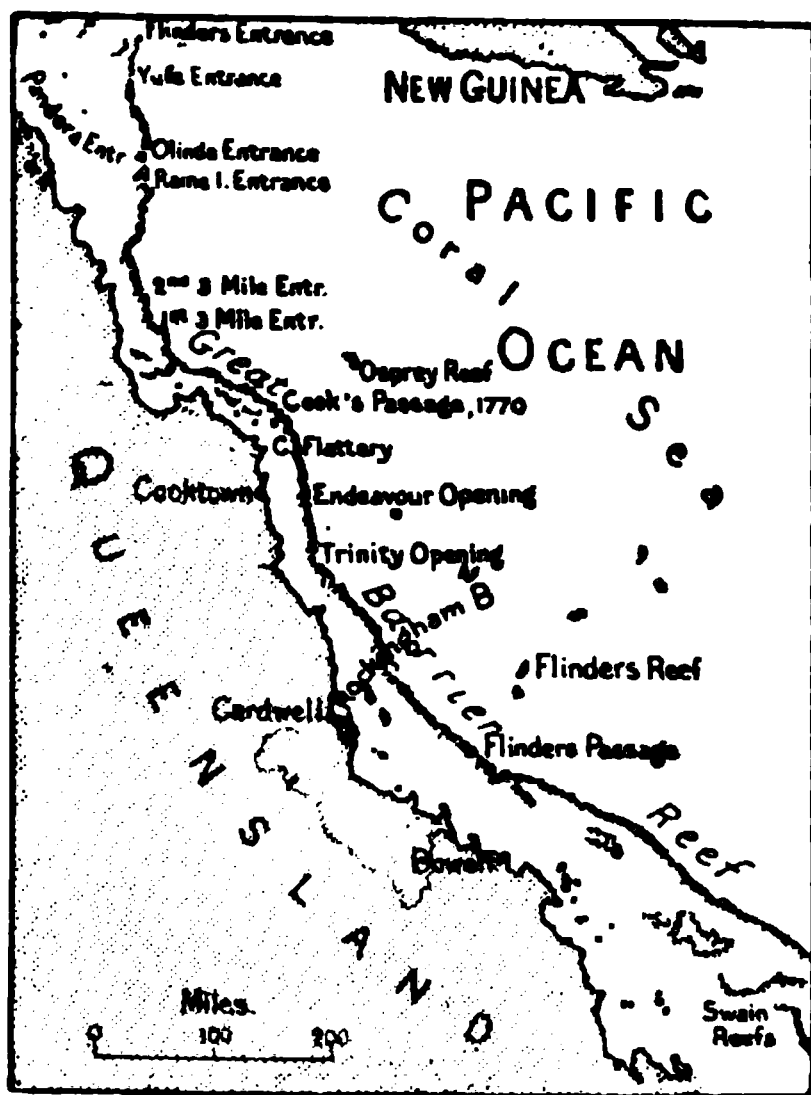 Flinders Entrance
Yule Entrance
NEW GUINEA
Pandora Entr.
Olinda Entrance
Raine I. Entrance
PACIFIC
OCEAN
Coral
Sea
2nd 3 Mile Entr.
1st 3 Mile Entr.
Great
Barrier
Reef
Osprey Reef
Cook's Passage, 1770
C. Flattery
Cooktown
Endeavour Opening
Trinity Opening
QUEENSLAND
Flinders Reef
Cardwell
Flinders Passage
Bowen
Miles.
0 100 200
Swain
Reefs